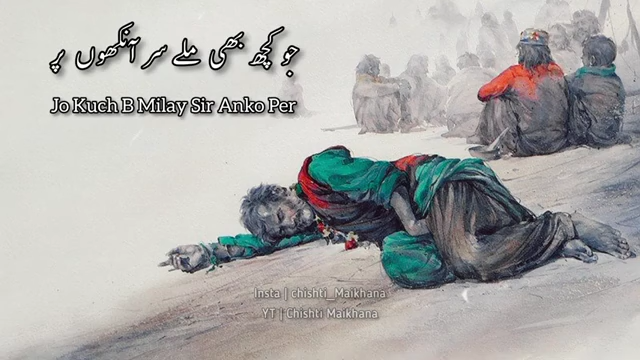 جو کچھ بھی ملے سر آنکھوں پر
Jo Kuch B Milay Sir Anko Per
Insta | chishti_Maikhana
YT | Chishti Maikhana